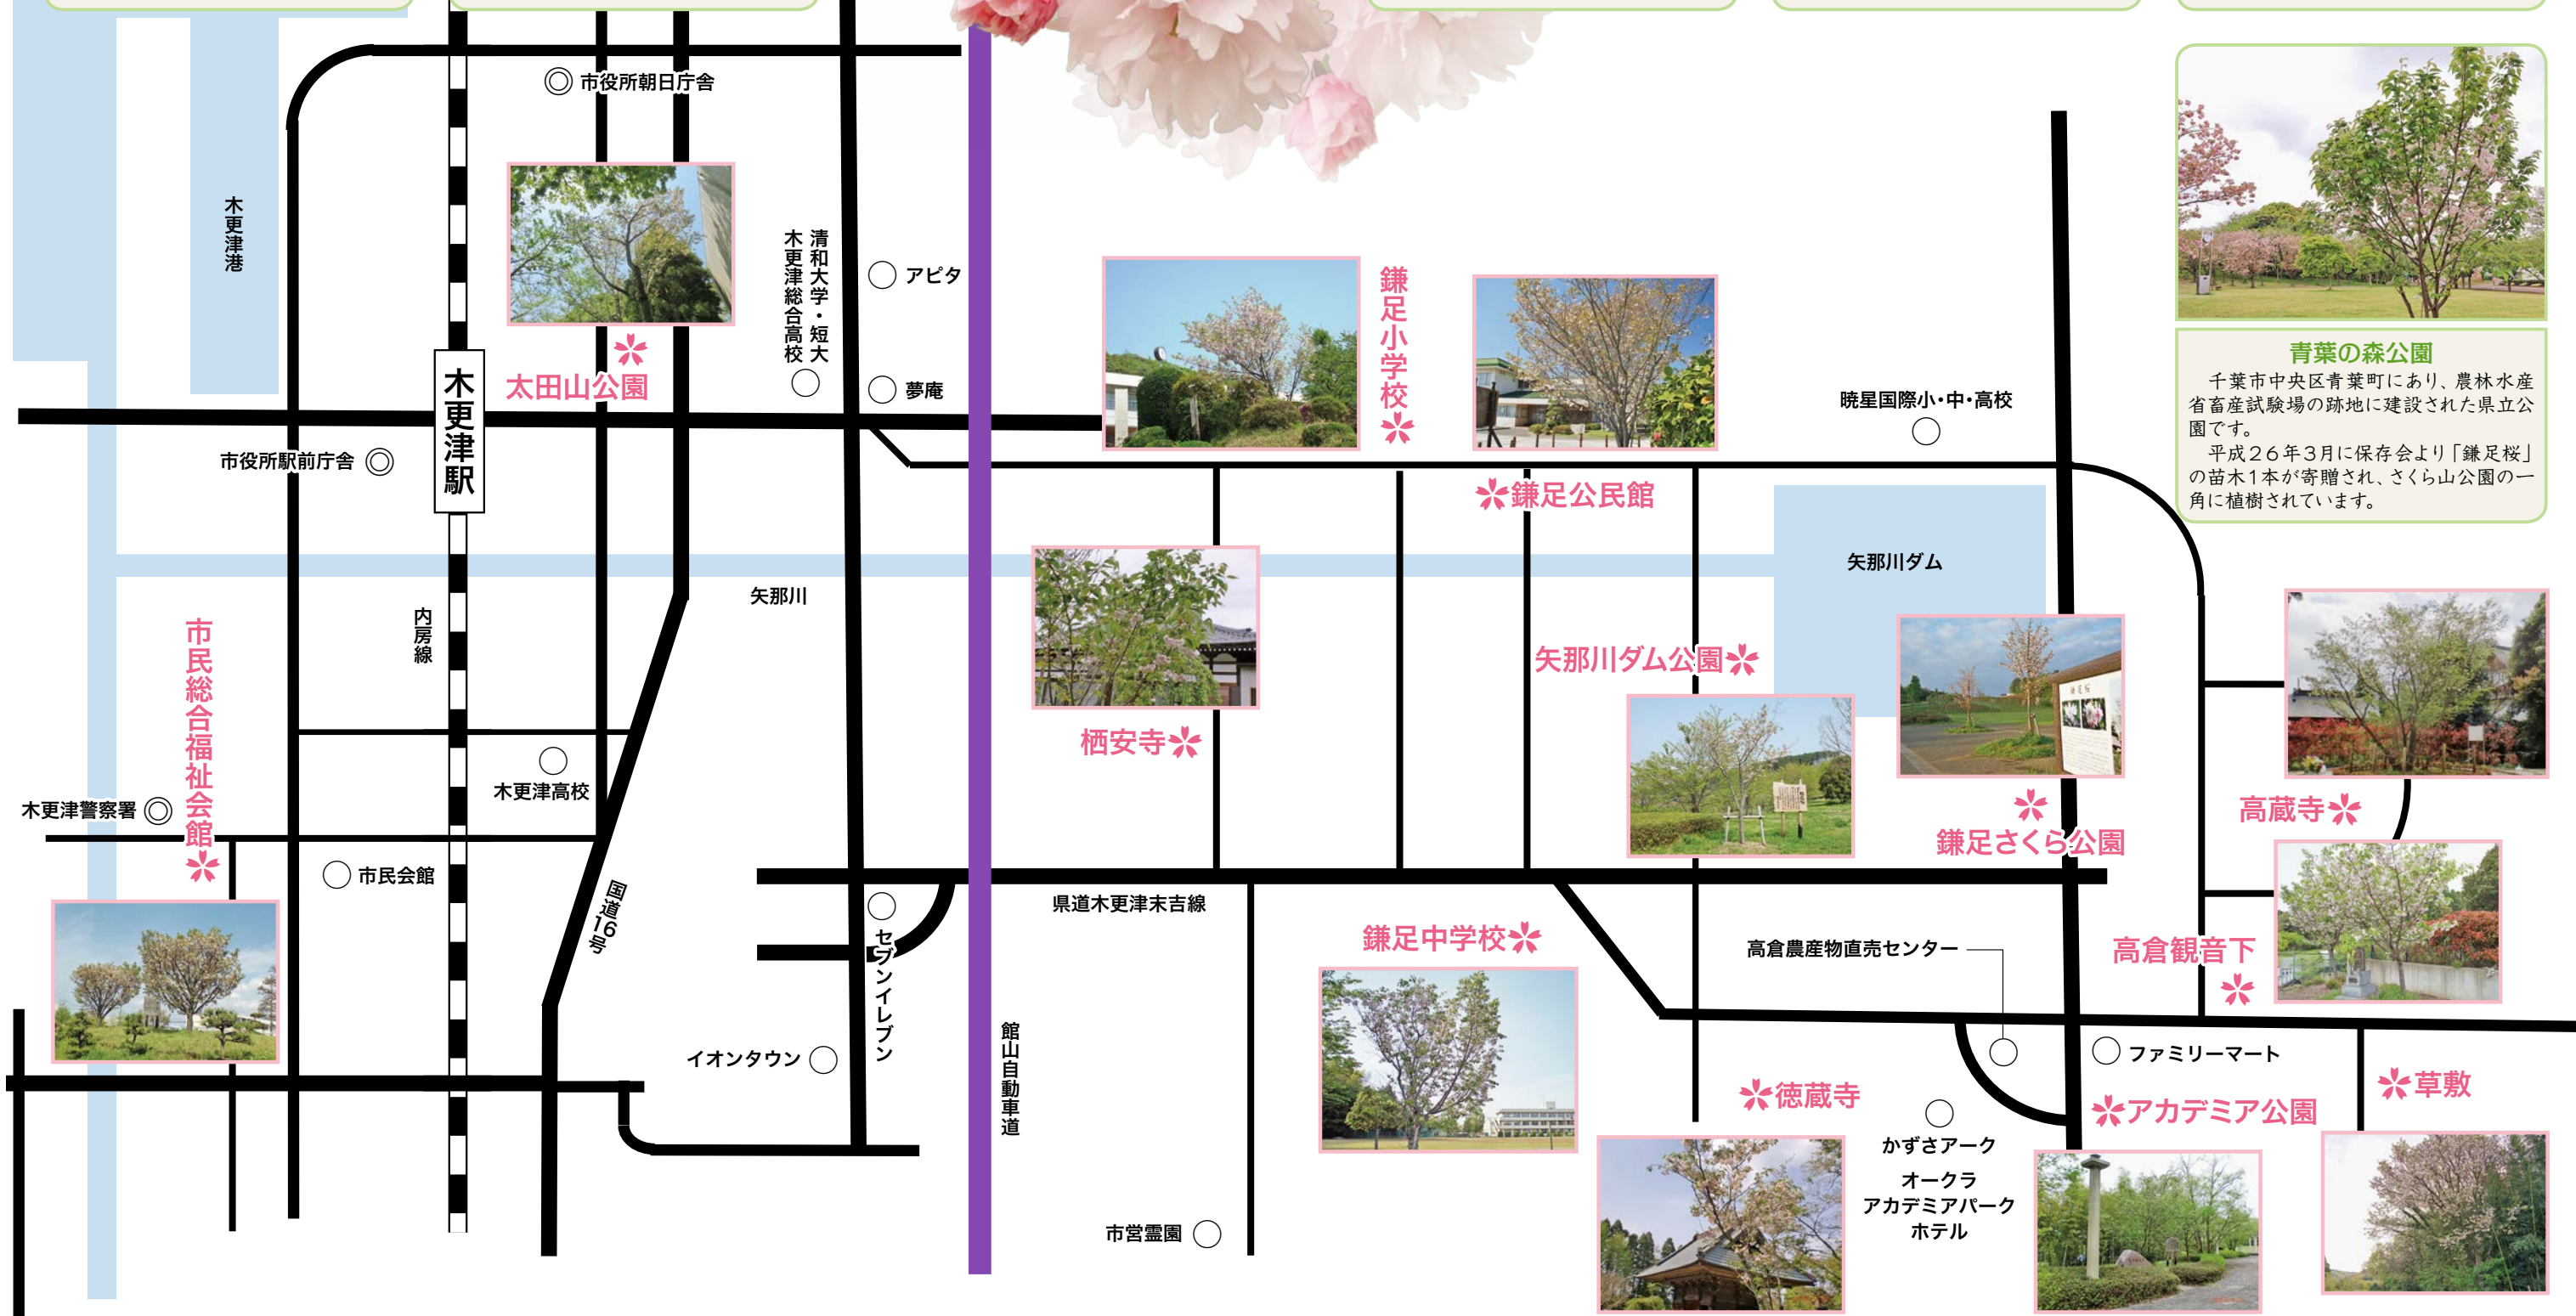 市役所朝日庁舎
木更津港
清和大学・短大
木更津総合高校
アピタ
夢庵
太田山公園
木更津駅
市役所駅前庁舎
鎌足小学校
鎌足公民館
暁星国際小・中・高校
青葉の森公園
千葉市中央区青葉町にあり、農林水産
省畜産試験場の跡地に建設された県立公
園です。
平成26年3月に保存会より「鎌足桜」
の苗木1本が寄贈され、さくら山公園の一
角に植樹されています。
矢那川ダム
矢那川
内房線
市民総合福祉会館
栖安寺
矢那川ダム公園
鎌足桜
木更津高校
木更津警察署
市民会館
鎌足さくら公園
高蔵寺
国道16号
県道木更津末吉線
セブンイレブン
鎌足中学校
高倉農産物直売センター
高倉観音下
イオンタウン
館山自動車道
ファミリーマート
徳蔵寺
アカデミア公園
草敷
かずさアーク
オークラ
アカデミアパーク
ホテル
市営霊園